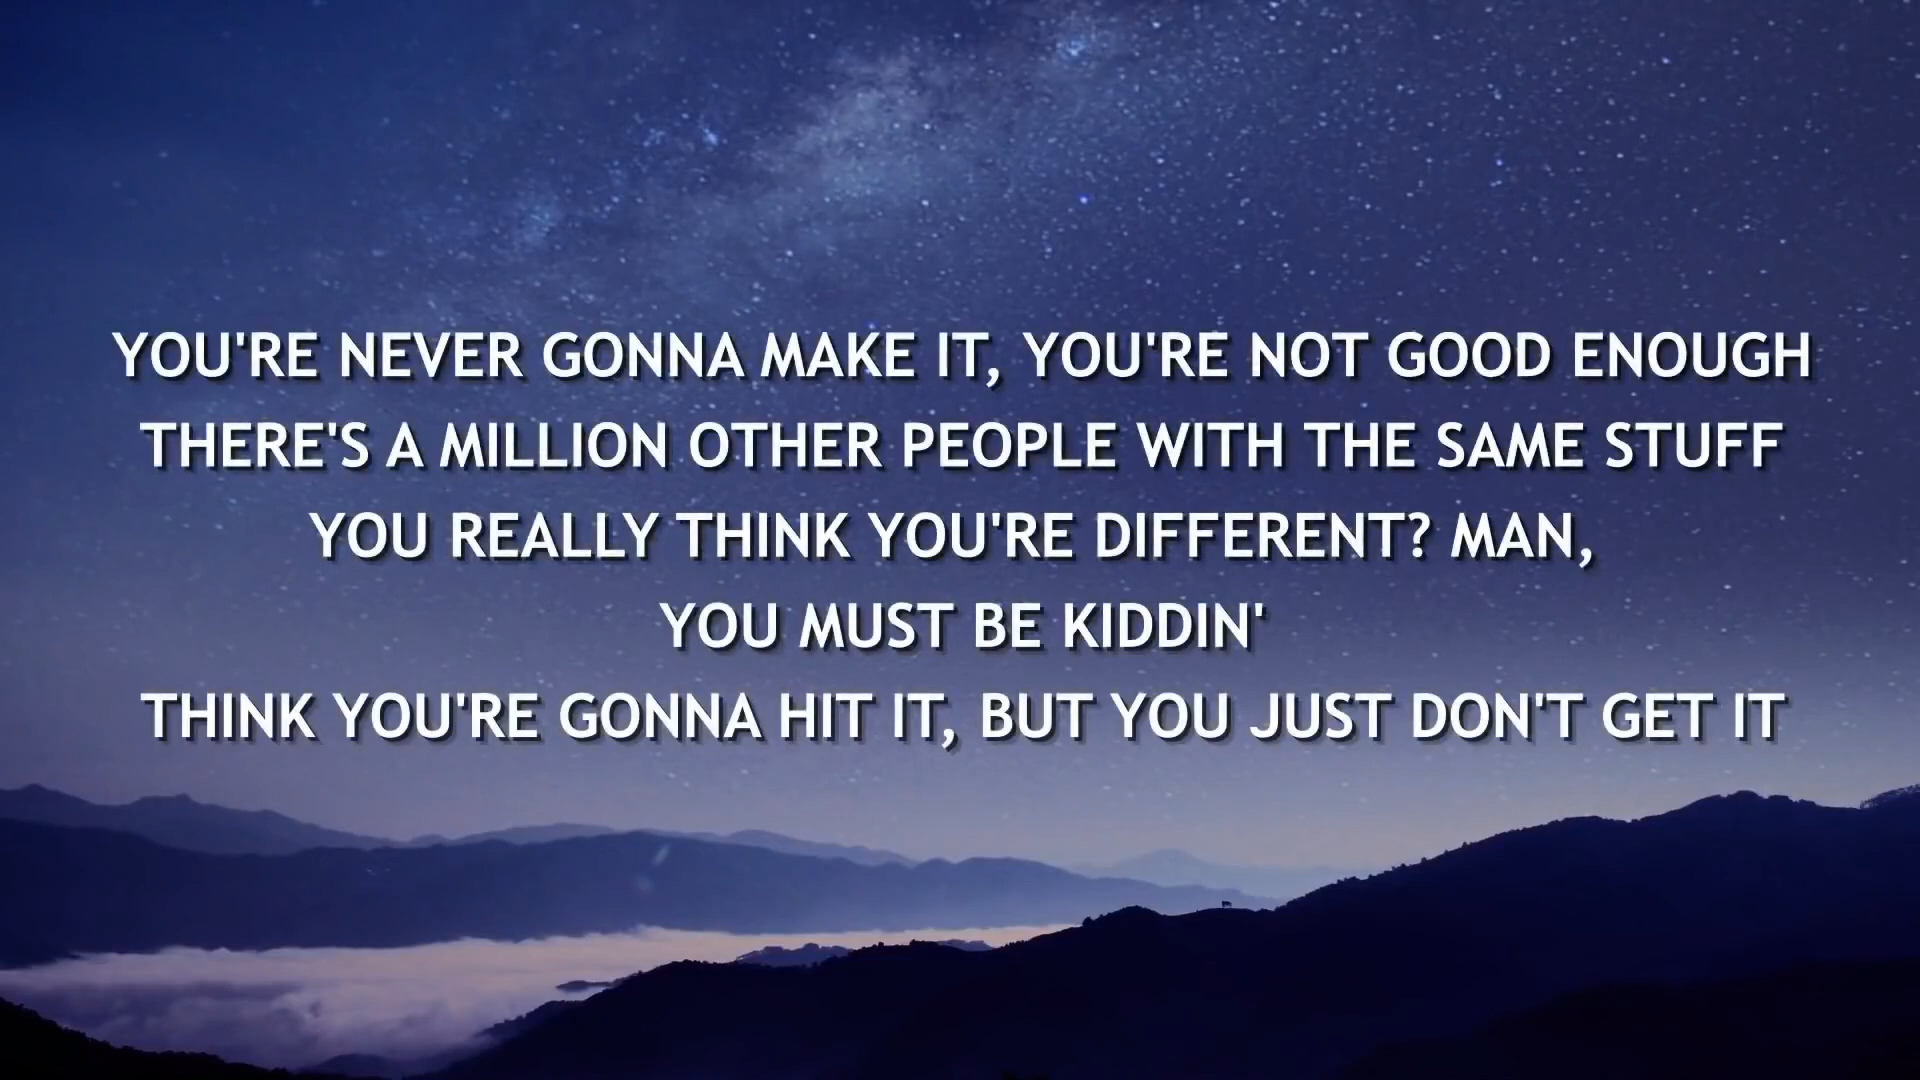 YOU'RE NEVER GONNA MAKE IT, YOU'RE NOT GOOD ENOUGH
THERE'S A MILLION OTHER PEOPLE WITH THE SAME STUFF
YOU REALLY THINK YOU'RE DIFFERENT? MAN,
YOU MUST BE KIDDIN'
THINK YOU'RE GONNA HIT IT, BUT YOU JUST DON'T GET IT